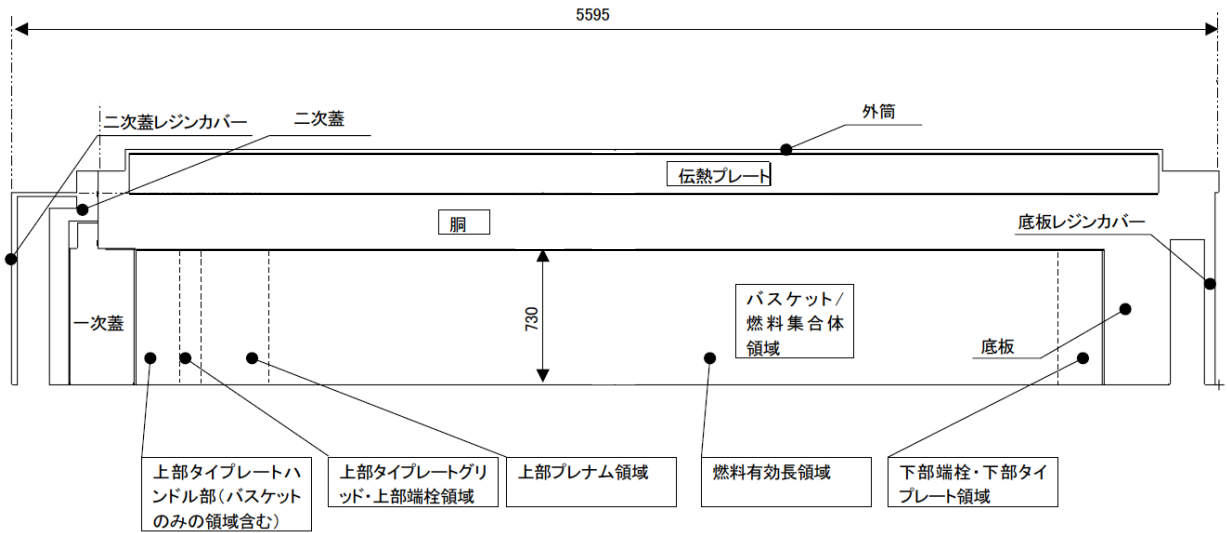 5595
二次蓋レジンカバー
二次蓋
外筒
伝熱プレート
胴
底板レジンカバー
一次蓋
730
バスケット/
燃料集合体
領域
底板
上部タイプレートハ
ンドル部(バスケット
のみの領域含む)
上部タイプレートグリ
ッド・上部端栓領域
上部プレナム領域
燃料有効長領域
下部端栓・下部タイ
プレート領域